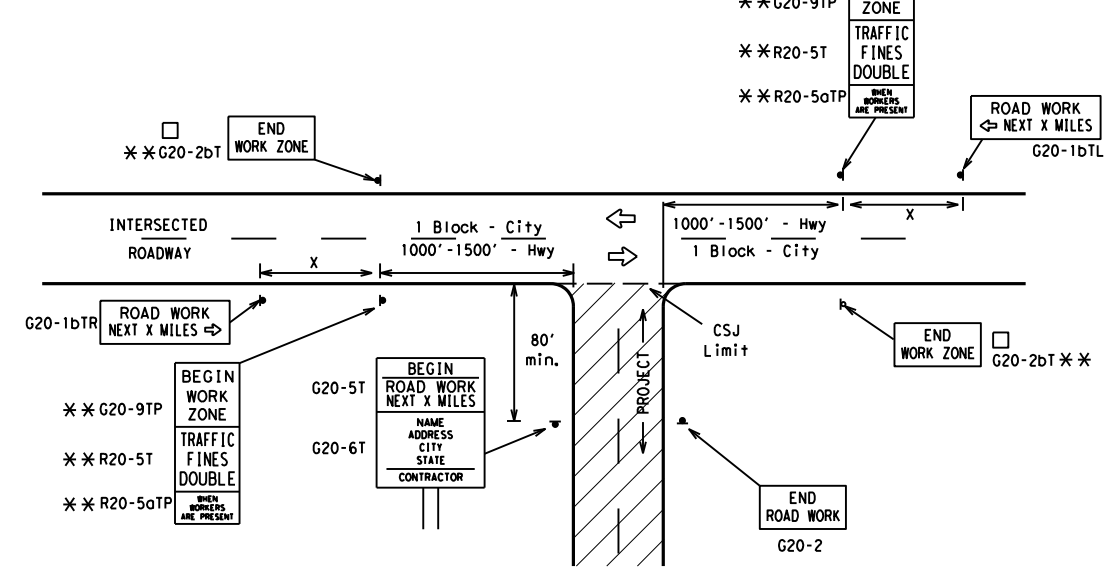 **G20-9TP
ZONE
**R20-5T
TRAFFIC
FINES
DOUBLE
**R20-5aTP
WHEN
WORKERS
ARE PRESENT
ROAD WORK
⇦ NEXT X MILES
G20-1bTL
END
WORK ZONE
□
**G20-2bT
INTERSECTED
ROADWAY
1 Block - City
1000'-1500' - Hwy
1000'-1500' - Hwy
1 Block - City
X
X
G20-1bTR
ROAD WORK
NEXT X MILES ⇨
80'
min.
PROJECT
CSJ
Limit
END
WORK ZONE
□
G20-2bT **
BEGIN
WORK
ZONE
**G20-9TP
TRAFFIC
FINES
DOUBLE
**R20-5T
WHEN
WORKERS
ARE PRESENT
**R20-5aTP
G20-5T
BEGIN
ROAD WORK
NEXT X MILES
G20-6T
NAME
ADDRESS
CITY
STATE
CONTRACTOR
END
ROAD WORK
G20-2